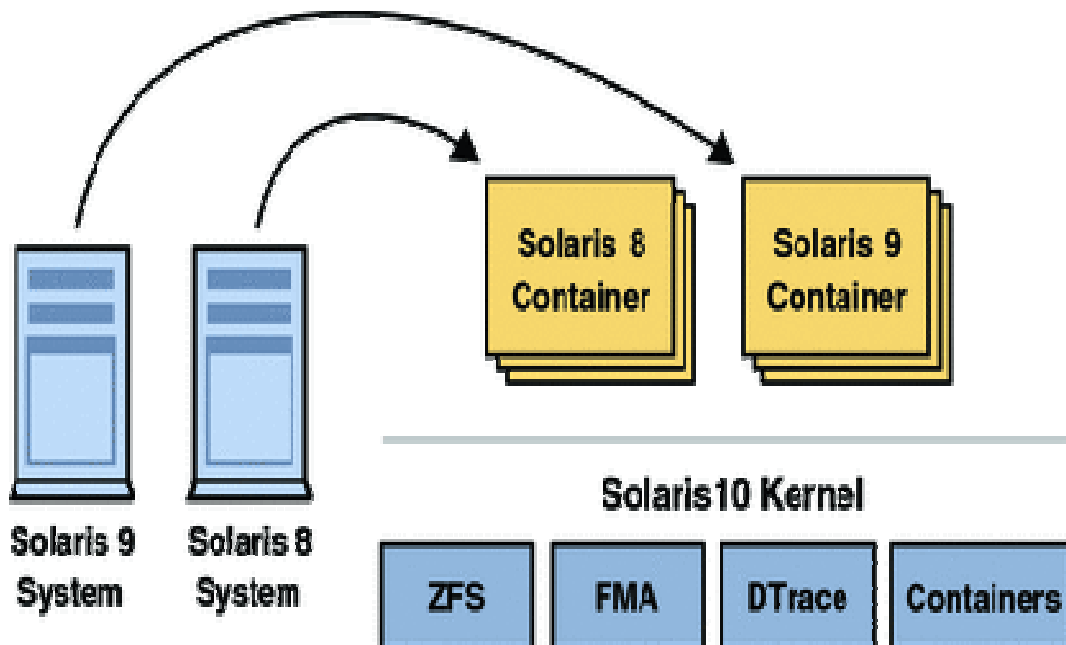 Solaris 8
Container
Solaris 9
Container
Solaris 9
System
Solaris 8
System
Solaris10 Kernel
ZFS
FMA
DTrace
Containers